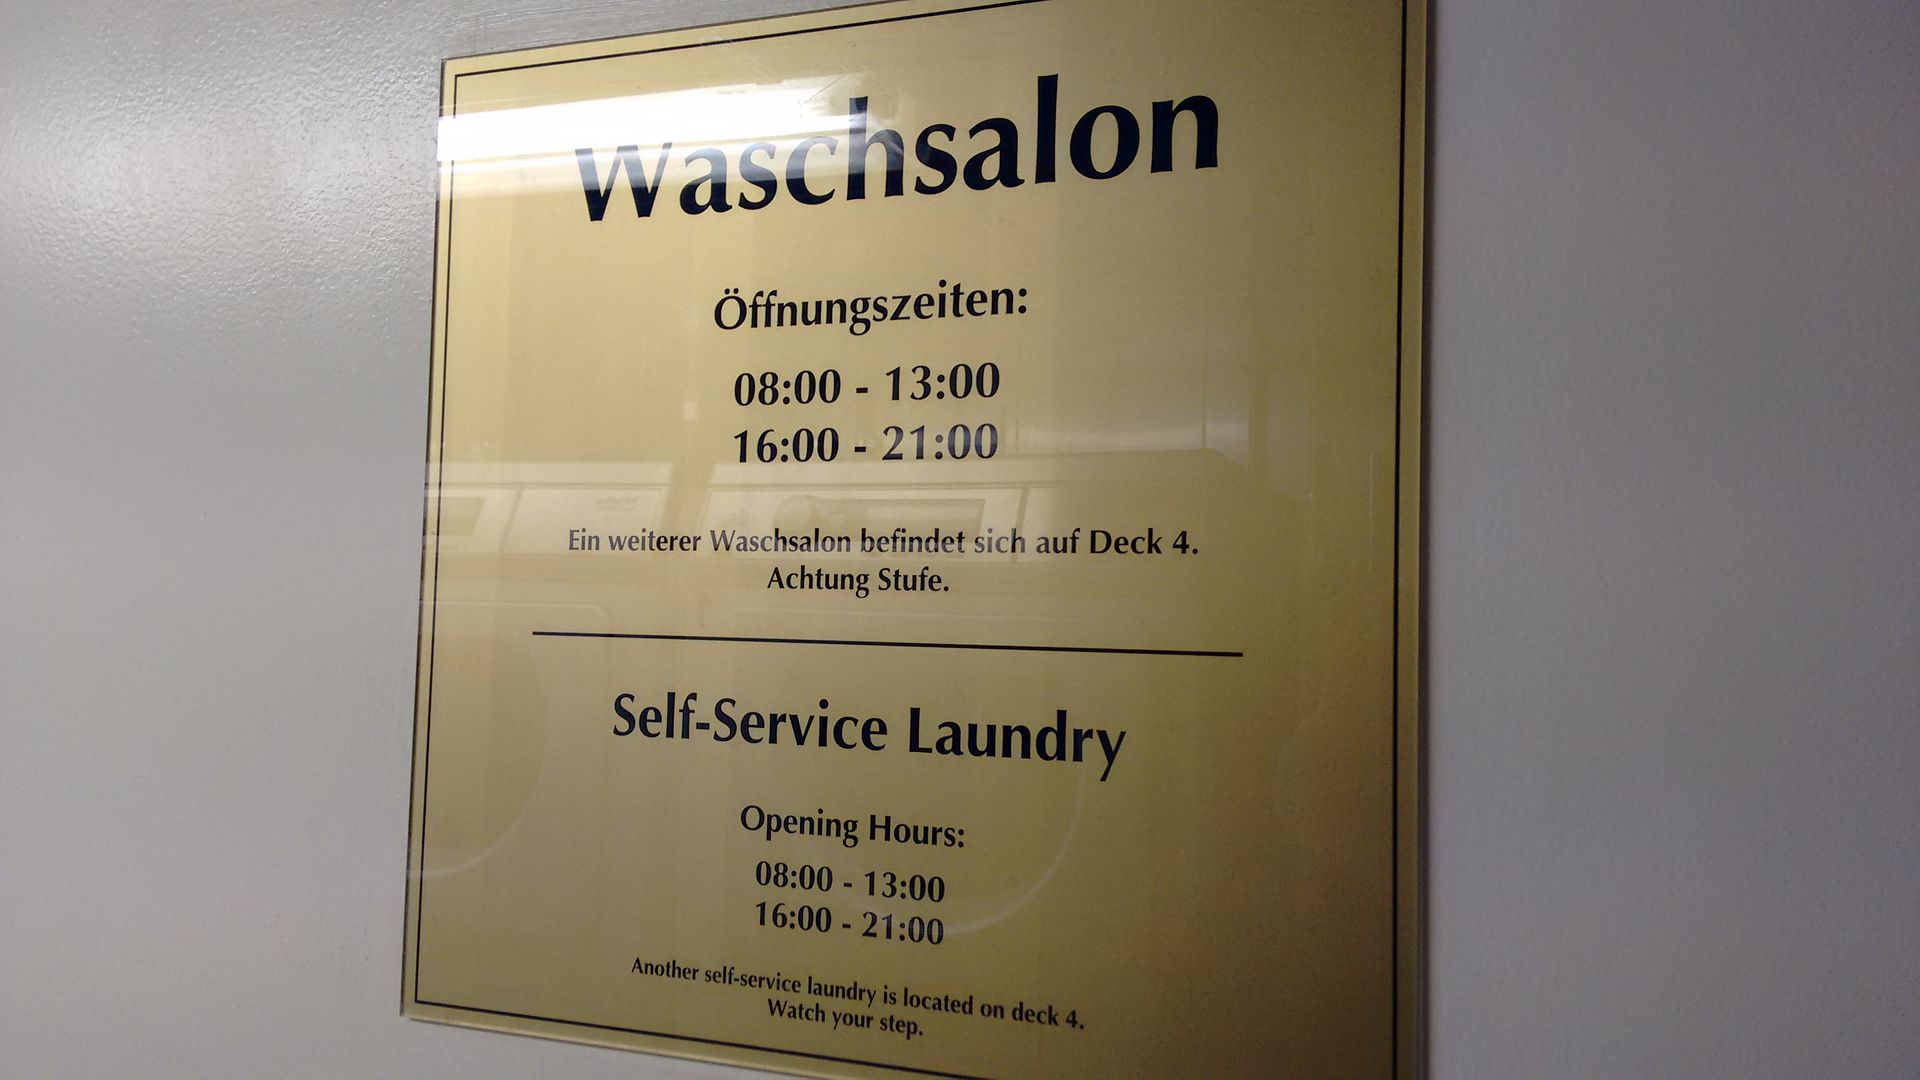 Waschsalon
Öffnungszeiten:
08:00 - 13:00
16:00 - 21:00
Ein weiterer Waschsalon befindet sich auf Deck 4.
Achtung Stufe.
Self-Service Laundry
Opening Hours:
08:00 - 13:00
16:00 - 21:00
Another self-service laundry is located on deck 4.
Watch your step.